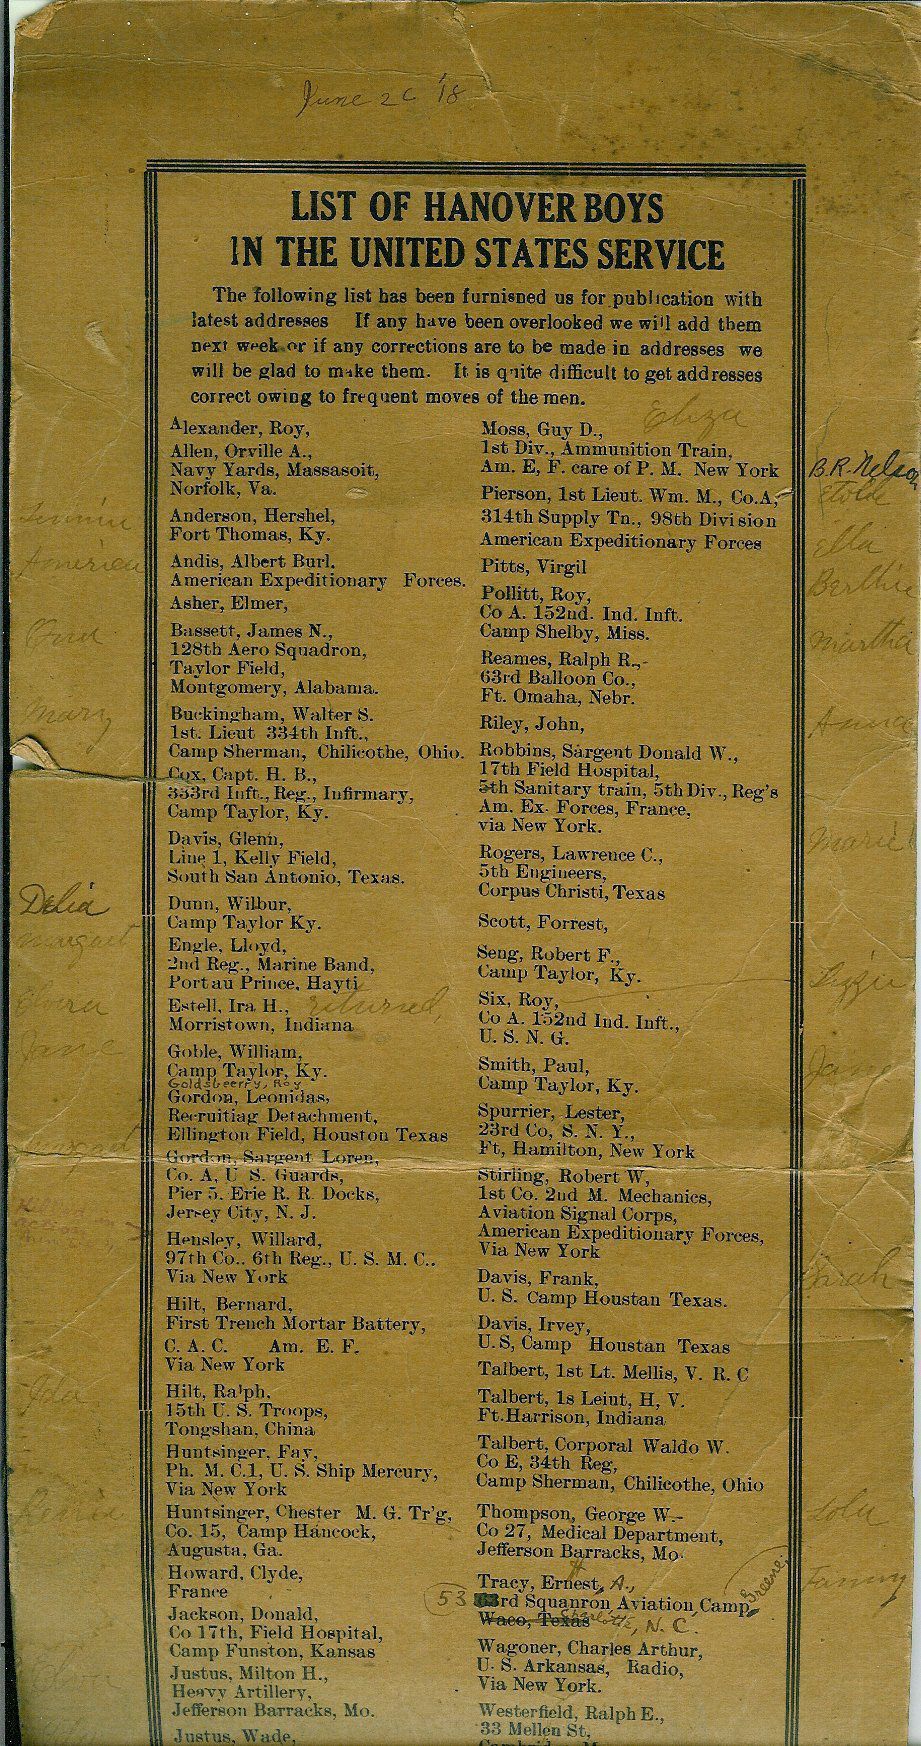 June 26 '18
LIST OF HANOVER BOYS
IN THE UNITED STATES SERVICE
The following list has been furnisned us for publication with
latest addresses If any have been overlooked we will add them
next week or if any corrections are to be made in addresses we
will be glad to make them. It is quite difficult to get addresses
correct owing to frequent moves of the men.
Alexander, Roy,
Allen, Orville A.,
Navy Yards, Massasoit,
Norfolk, Va.
Anderson, Hershel,
Fort Thomas, Ky.
Andis, Albert Burl.
American Expeditionary Forces.
Asher, Elmer,
Bassett, James N.,
128th Aero Squadron,
Taylor Field,
Montgomery, Alabama.
Buckingham, Walter S.
1st. Lieut 334th Inft.,
Camp Sherman, Chilicothe, Ohio.
Cox, Capt. H. B.,
333rd Inft., Reg., Infirmary,
Camp Taylor, Ky.
Davis, Glenn,
Line 1, Kelly Field,
South San Antonio, Texas.
Dunn, Wilbur,
Camp Taylor Ky.
Engle, Lloyd,
2nd Reg., Marine Band,
Port au Prince, Hayti
Estell, Ira H., returned,
Morristown, Indiana
Goble, William,
Camp Taylor, Ky.
Goldsberry, Roy
Gordon, Leonidas,
Recruitiag Detachment,
Ellington Field, Houston Texas
Gordon, Sargent Loren,
Co. A, U S. Guards,
Pier 5. Erie R. R. Docks,
Jersey City, N. J.
Hensley, Willard,
97th Co.. 6th Reg., U. S. M. C..
Via New York
Hilt, Bernard,
First Trench Mortar Battery,
C. A. C. Am. E. F.
Via New York
Hilt, Ralph,
15th U. S. Troops,
Tongshan, China
Huntsinger, Fay,
Ph. M. C.1, U. S. Ship Mercury,
Via New York
Huntsinger, Chester M. G. Tr'g,
Co. 15, Camp Hancock,
Augusta, Ga.
Howard, Clyde,
France
Jackson, Donald,
Co 17th, Field Hospital,
Camp Funston, Kansas
Justus, Milton H.,
Heavy Artillery,
Jefferson Barracks, Mo.
Justus, Wade,
Eliza
Moss, Guy D.,
1st Div., Ammunition Train,
Am. E, F. care of P. M. New York
Pierson, 1st Lieut. Wm. M., Co. A,
314th Supply Tn., 98th Division
American Expeditionary Forces
Pitts, Virgil
Pollitt, Roy,
Co A. 152nd. Ind. Inft.
Camp Shelby, Miss.
Reames, Ralph R.,-
63rd Balloon Co.,
Ft. Omaha, Nebr.
Riley, John,
Robbins, Sargent Donald W.,
17th Field Hospital,
5th Sanitary train, 5th Div., Reg's
Am. Ex. Forces, France,
via New York.
Rogers, Lawrence C.,
5th Engineers,
Corpus Christi, Texas
Scott, Forrest,
Seng, Robert F.,
Camp Taylor, Ky.
Six, Roy,
Co A. 152nd Ind. Inft.,
U. S. N. G.
Smith, Paul,
Camp Taylor, Ky.
Spurrier, Lester,
23rd Co, S. N. Y.,
Ft, Hamilton, New York
Stirling, Robert W,
1st Co. 2nd M. Mechanics,
Aviation Signal Corps,
American Expeditionary Forces,
Via New York
Davis, Frank,
U. S. Camp Houstan Texas.
Davis, Irvey,
U. S, Camp Houstan Texas
Talbert, 1st Lt. Mellis, V. R. C
Talbert, 1s Leiut, H, V.
Ft. Harrison, Indiana
Talbert, Corporal Waldo W.
Co E, 34th Reg,
Camp Sherman, Chilicothe, Ohio
Thompson, George W.-
Co 27, Medical Department,
Jefferson Barracks, Mo.
Tracy, Ernest, A.,
53 63rd Squanron Aviation, Camp, Greene,
Waco, Texas Charlotte, N. C.
Wagoner, Charles Arthur,
U. S. Arkansas, Radio,
Via New York.
Westerfield, Ralph E.,
33 Mellen St,
America
Mary
Delia
Margaret
Elvira
Jane
Killed in
action
Ida
B.R. Nelson
Ella
Berthie
Martha
Anna
Marie
Lizzie
Jane
Sarah
Lola
Fanny